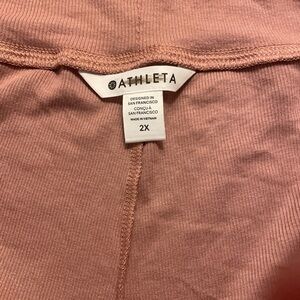 ATHLETA
DESIGNED IN
SAN FRANCISCO
CONÇU À
SAN FRANCISCO
MADE IN VIETNAM
2X